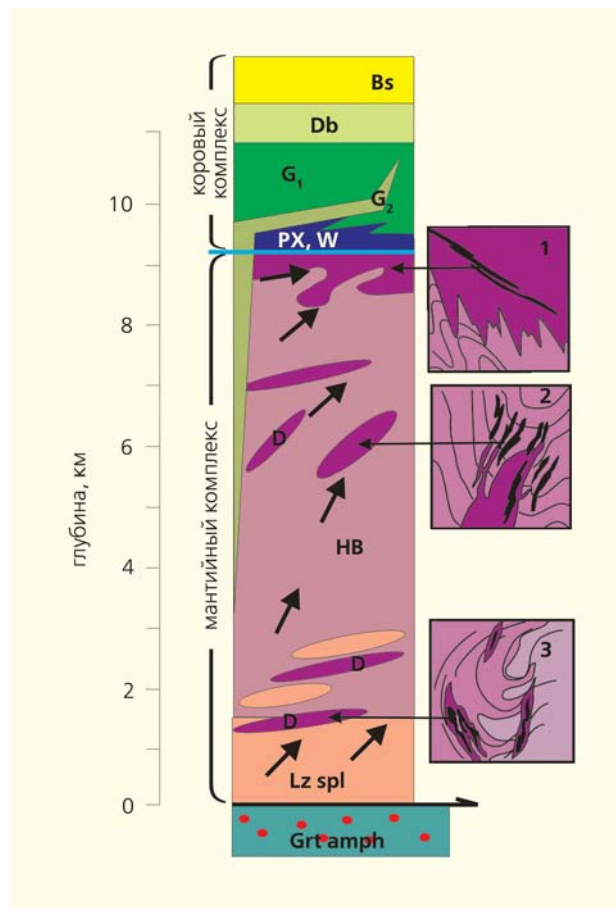 коровый
комплекс
мантийный комплекс
глубина, км
10
8
6
4
2
0
Bs
Db
G1
G2
PX, W
D
HB
D
D
Lz spl
Grt amph
1
2
3